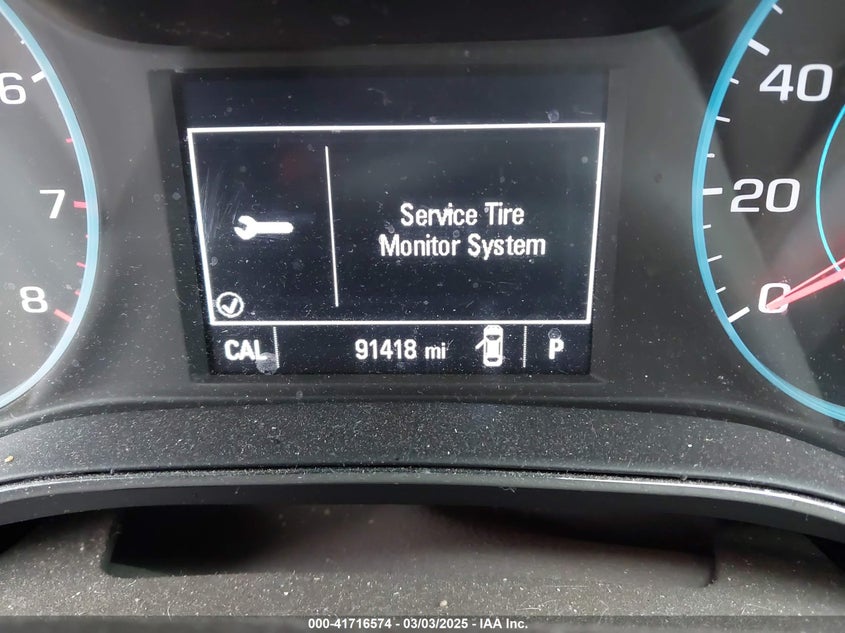 6
7
8
40
20
0
Service Tire
Monitor System
CAL 91418 mi P
000-41716574 / 03/03/2025 / IAA Inc.